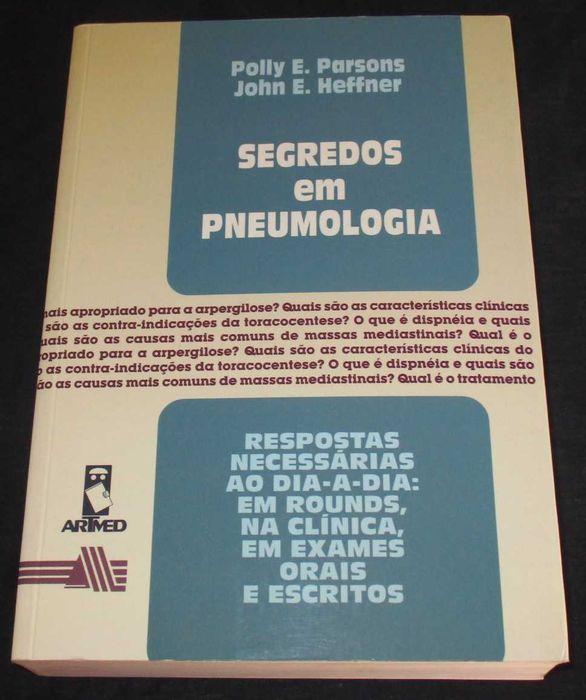 Polly E. Parsons
John E. Heffner
SEGREDOS
em
PNEUMOLOGIA
mais apropriado para a arpergilose? Quais são as características clínicas
são as contra-indicações da toracocentese? O que é dispnéia e quais
quais são as causas mais comuns de massas mediastinais? Qual é o
ropriado para a arpergilose? Quais são as características clínicas do
o as contra-indicações da toracocentese? O que é dispnéia e quais são
ão as causas mais comuns de massas mediastinais? Qual é o tratamento
RESPOSTAS
NECESSÁRIAS
AO DIA-A-DIA:
EM ROUNDS,
NA CLÍNICA,
EM EXAMES
ORAIS
E ESCRITOS
ARTMED